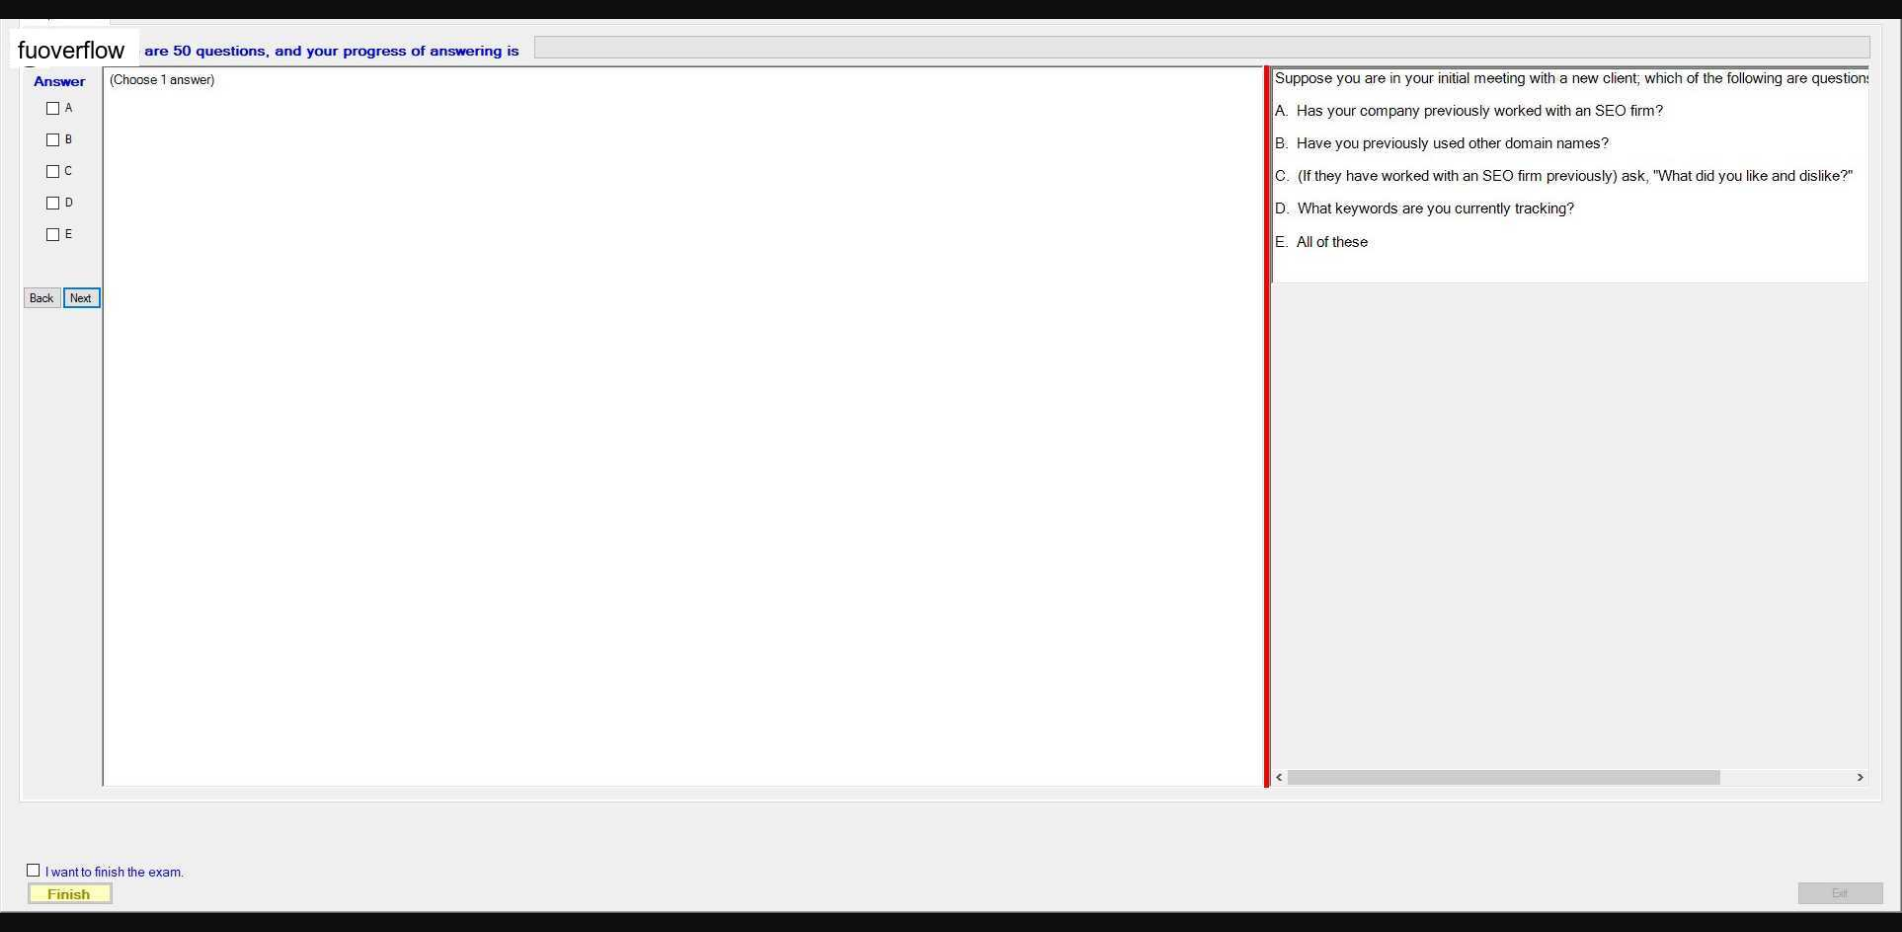 fuoverflow are 50 questions, and your progress of answering is
Answer
(Choose 1 answer)
A
B
C
D
E
Back Next
Suppose you are in your initial meeting with a new client; which of the following are questions
A. Has your company previously worked with an SEO firm?
B. Have you previously used other domain names?
C. (If they have worked with an SEO firm previously) ask, "What did you like and dislike?"
D. What keywords are you currently tracking?
E. All of these
I want to finish the exam.
Finish
Exit